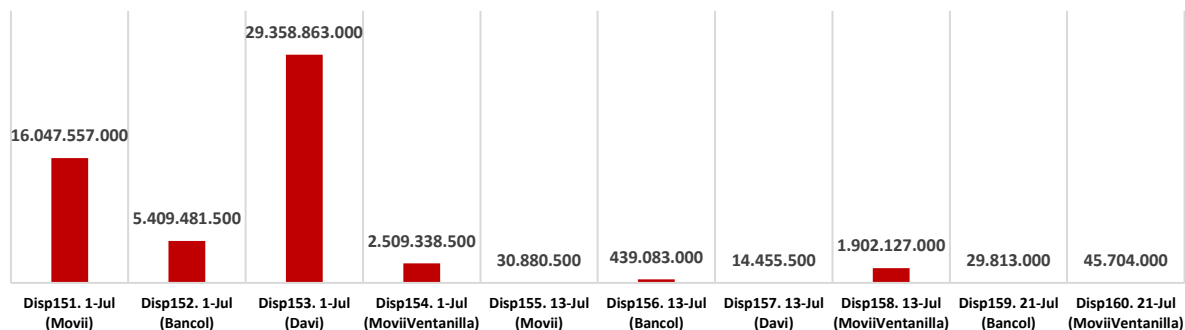 29.358.863.000
16.047.557.000
5.409.481.500
2.509.338.500
30.880.500
439.083.000
14.455.500
1.902.127.000
29.813.000
45.704.000
Disp151. 1-Jul
(Movii)
Disp152. 1-Jul
(Bancol)
Disp153. 1-Jul
(Davi)
Disp154. 1-Jul
(MoviiVentanilla)
Disp155. 13-Jul
(Movii)
Disp156. 13-Jul
(Bancol)
Disp157. 13-Jul
(Davi)
Disp158. 13-Jul
(MoviiVentanilla)
Disp159. 21-Jul
(Bancol)
Disp160. 21-Jul
(MoviiVentanilla)